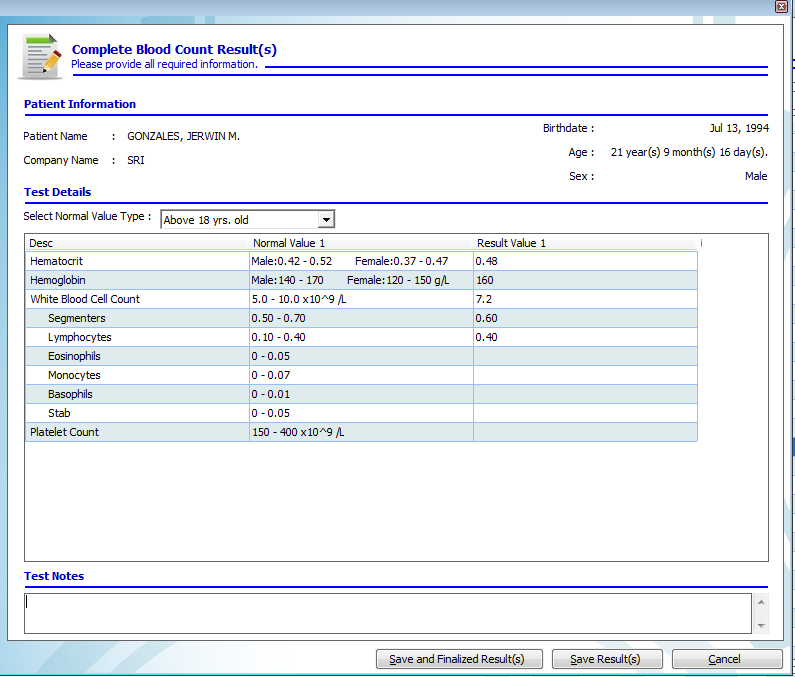 Complete Blood Count Result(s)
Please provide all required information.
Patient Information
Patient Name : GONZALES, JERWIN M.
Birthdate : Jul 13, 1994
Company Name : SRI
Age : 21 year(s) 9 month(s) 16 day(s).
Sex : Male
Test Details
Select Normal Value Type : Above 18 yrs. old
Desc Normal Value 1 Result Value 1
Hematocrit Male:0.42 - 0.52 Female:0.37 - 0.47 0.48
Hemoglobin Male:140 - 170 Female:120 - 150 g/L 160
White Blood Cell Count 5.0 - 10.0 x10^9 /L 7.2
Segmenters 0.50 - 0.70 0.60
Lymphocytes 0.10 - 0.40 0.40
Eosinophils 0 - 0.05
Monocytes 0 - 0.07
Basophils 0 - 0.01
Stab 0 - 0.05
Platelet Count 150 - 400 x10^9 /L
Test Notes
Save and Finalized Result(s) Save Result(s) Cancel